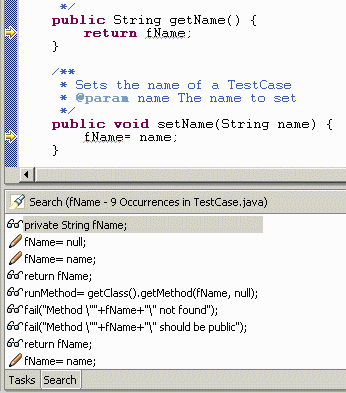 */
public String getName() {
return fName;
}
/**
* Sets the name of a TestCase
* @param name The name to set
*/
public void setName(String name) {
fName= name;
}
Search (fName - 9 Occurrences in TestCase.java)
private String fName;
fName= null;
fName= name;
return fName;
runMethod= getClass().getMethod(fName, null);
fail("Method \""+fName+"\" not found");
fail("Method \""+fName+"\" should be public");
return fName;
fName= name;
Tasks Search